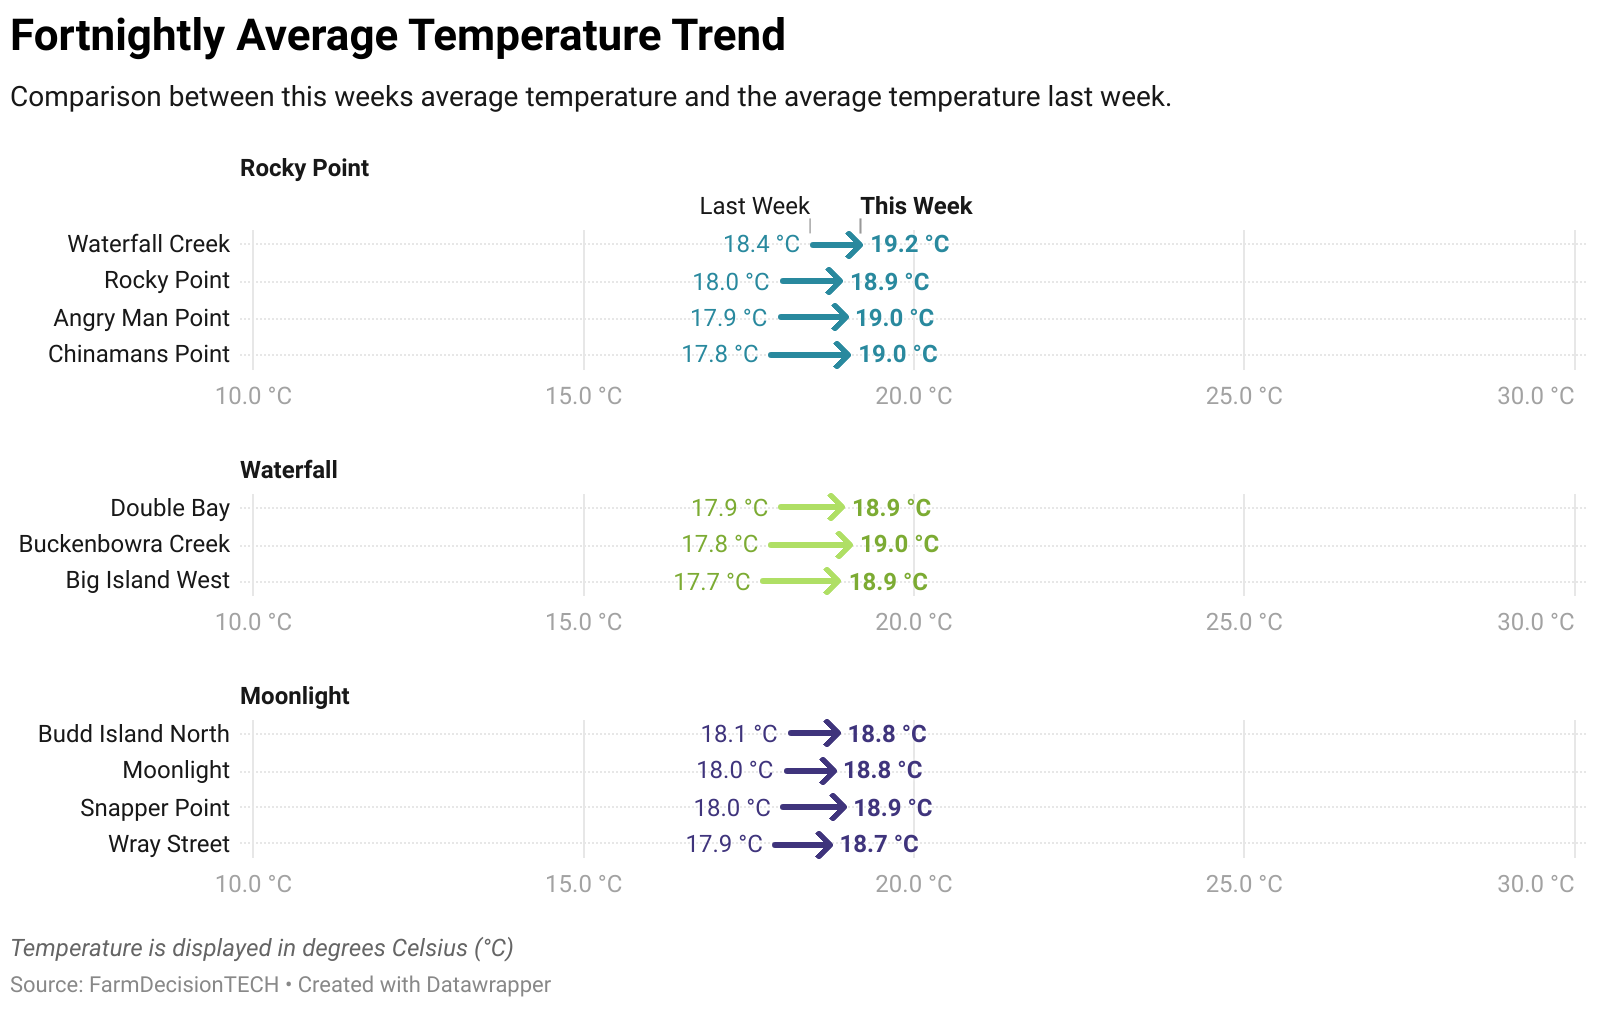 Fortnightly Average Temperature Trend
Comparison between this weeks average temperature and the average temperature last week.
Rocky Point
Last Week This Week
Waterfall Creek 18.4 °C 19.2 °C
Rocky Point 18.0 °C 18.9 °C
Angry Man Point 17.9 °C 19.0 °C
Chinamans Point 17.8 °C 19.0 °C
10.0 °C 15.0 °C 20.0 °C 25.0 °C 30.0 °C
Waterfall
Double Bay 17.9 °C 18.9 °C
Buckenbowra Creek 17.8 °C 19.0 °C
Big Island West 17.7 °C 18.9 °C
10.0 °C 15.0 °C 20.0 °C 25.0 °C 30.0 °C
Moonlight
Budd Island North 18.1 °C 18.8 °C
Moonlight 18.0 °C 18.8 °C
Snapper Point 18.0 °C 18.9 °C
Wray Street 17.9 °C 18.7 °C
10.0 °C 15.0 °C 20.0 °C 25.0 °C 30.0 °C
Temperature is displayed in degrees Celsius (°C)
Source: FarmDecisionTECH • Created with Datawrapper